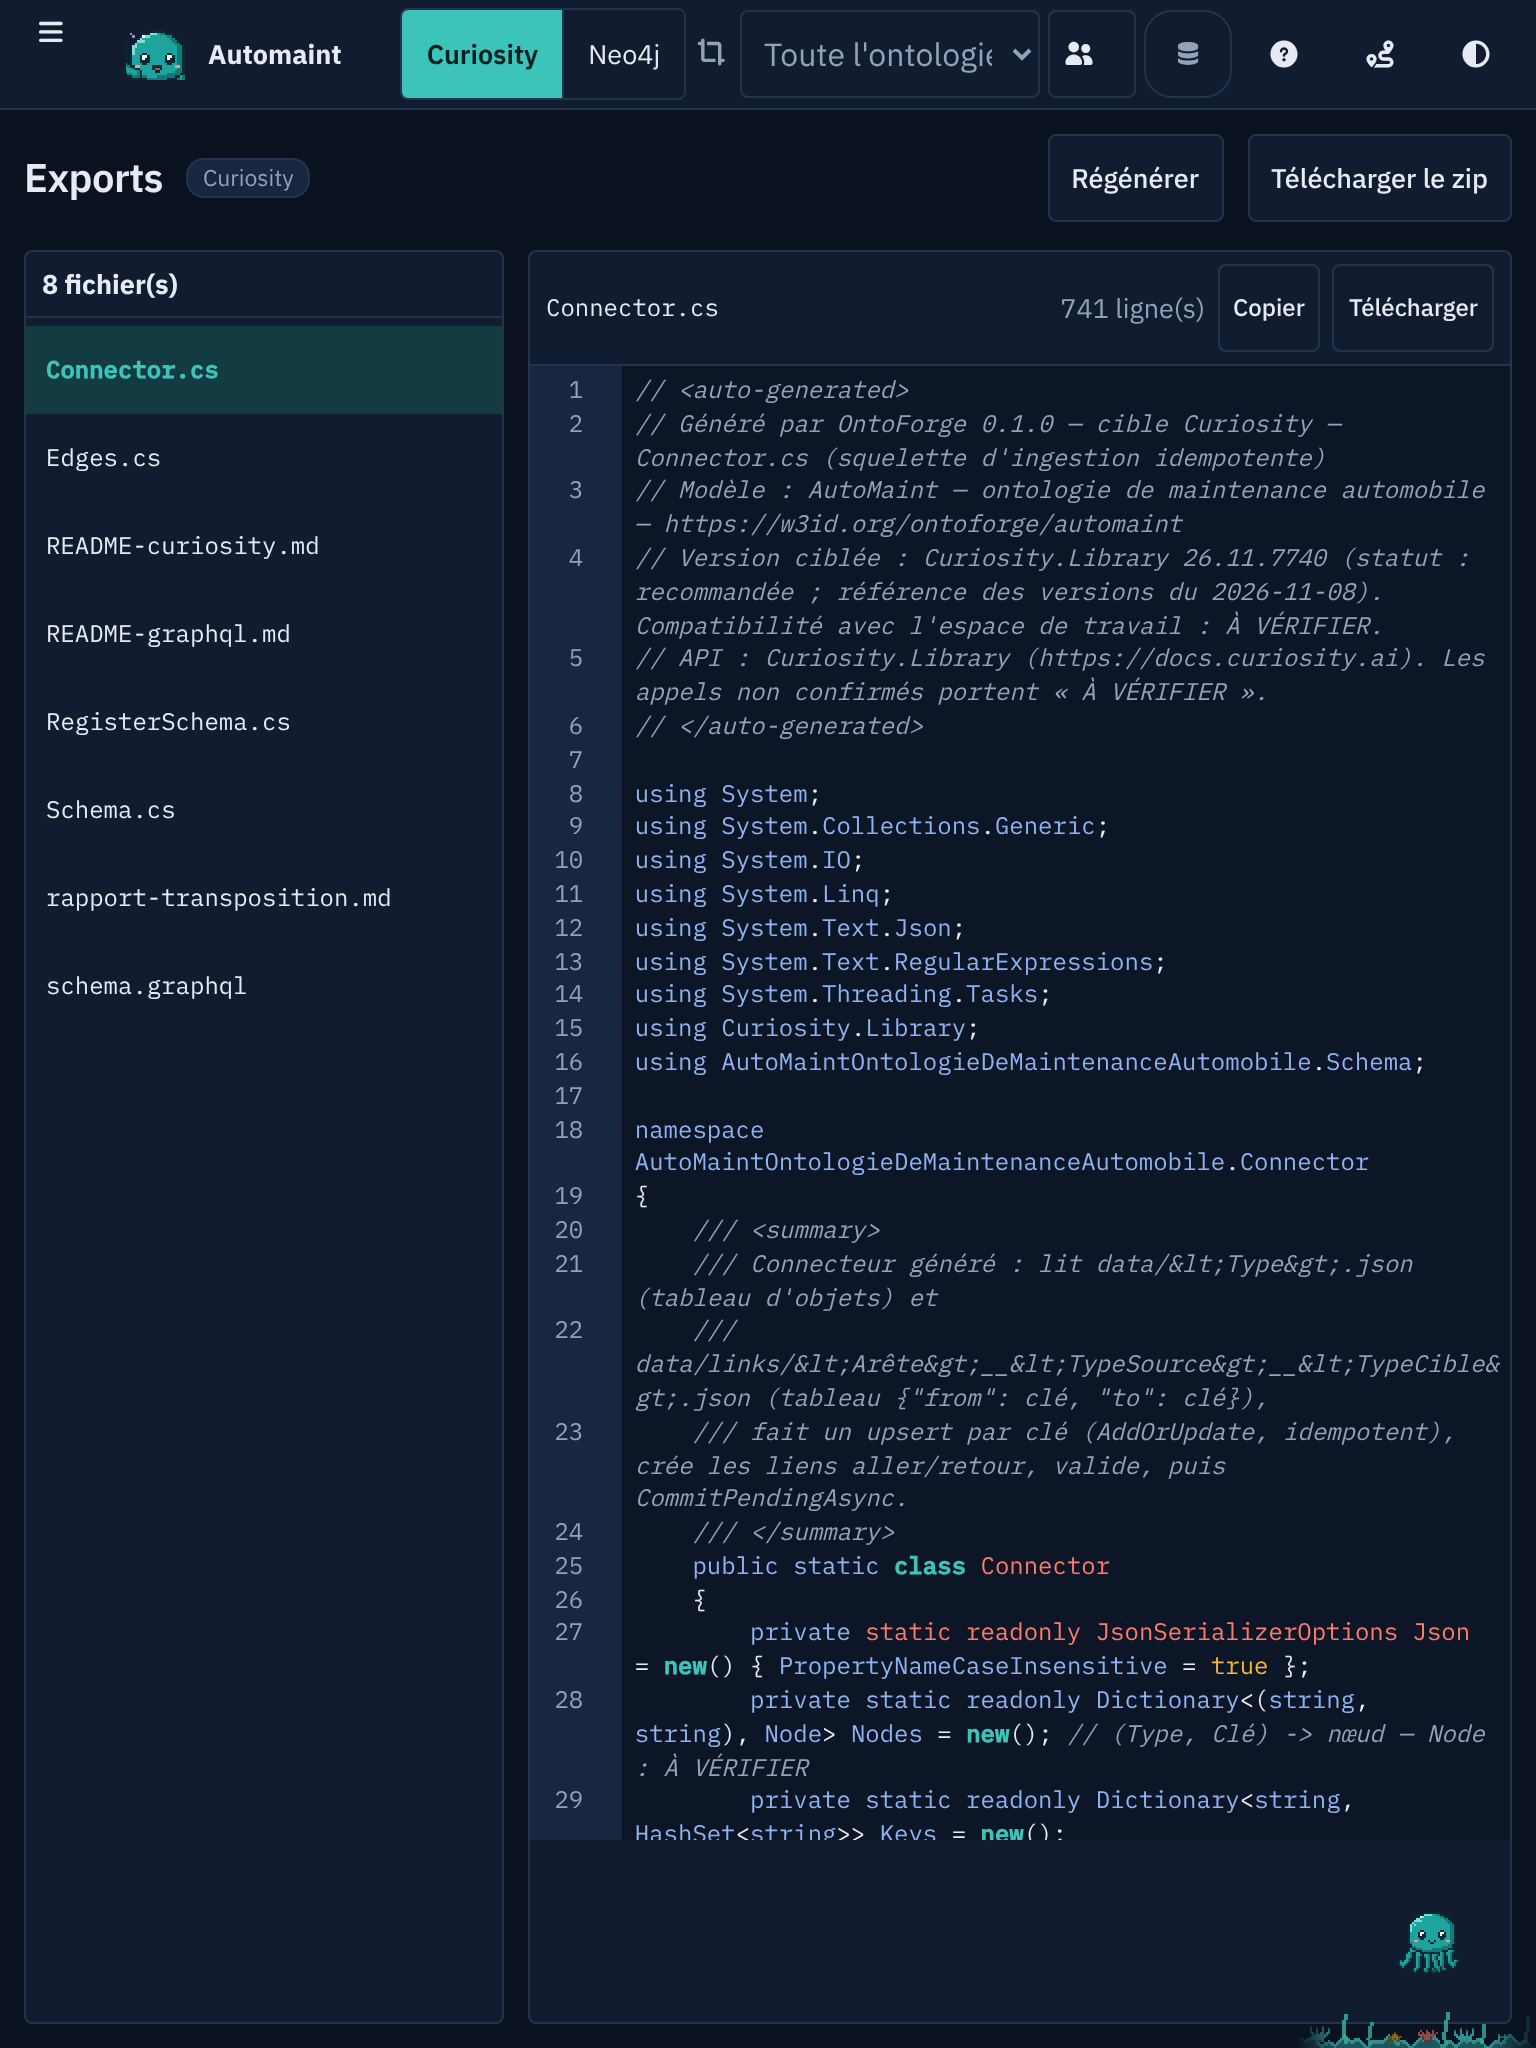 Automaint
Curiosity
Neo4j
Toute l'ontologie
Exports
Curiosity
Régénérer
Télécharger le zip
8 fichier(s)
Connector.cs
Edges.cs
README-curiosity.md
README-graphql.md
RegisterSchema.cs
Schema.cs
rapport-transposition.md
schema.graphql
Connector.cs
741 ligne(s)
Copier
Télécharger
1 // <auto-generated>
2 // Généré par OntoForge 0.1.0 — cible Curiosity —
Connector.cs (squelette d'ingestion idempotente)
3 // Modèle : AutoMaint — ontologie de maintenance automobile
— https://w3id.org/ontoforge/automaint
4 // Version ciblée : Curiosity.Library 26.11.7740 (statut :
recommandée ; référence des versions du 2026-11-08).
Compatibilité avec l'espace de travail : À VÉRIFIER.
5 // API : Curiosity.Library (https://docs.curiosity.ai). Les
appels non confirmés portent « À VÉRIFIER ».
6 // </auto-generated>
7
8 using System;
9 using System.Collections.Generic;
10 using System.IO;
11 using System.Linq;
12 using System.Text.Json;
13 using System.Text.RegularExpressions;
14 using System.Threading.Tasks;
15 using Curiosity.Library;
16 using AutoMaintOntologieDeMaintenanceAutomobile.Schema;
17
18 namespace
AutoMaintOntologieDeMaintenanceAutomobile.Connector
19 {
20 /// <summary>
21 /// Connecteur généré : lit data/&lt;Type&gt;.json
(tableau d'objets) et
22 ///
data/links/&lt;Arête&gt;__&lt;TypeSource&gt;__&lt;TypeCible&
gt;.json (tableau {"from": clé, "to": clé}),
23 /// fait un upsert par clé (AddOrUpdate, idempotent),
crée les liens aller/retour, valide, puis
CommitPendingAsync.
24 /// </summary>
25 public static class Connector
26 {
27 private static readonly JsonSerializerOptions Json
= new() { PropertyNameCaseInsensitive = true };
28 private static readonly Dictionary<(string,
string), Node> Nodes = new(); // (Type, Clé) -> nœud — Node
: À VÉRIFIER
29 private static readonly Dictionary<string,
HashSet<string>> Keys = new();